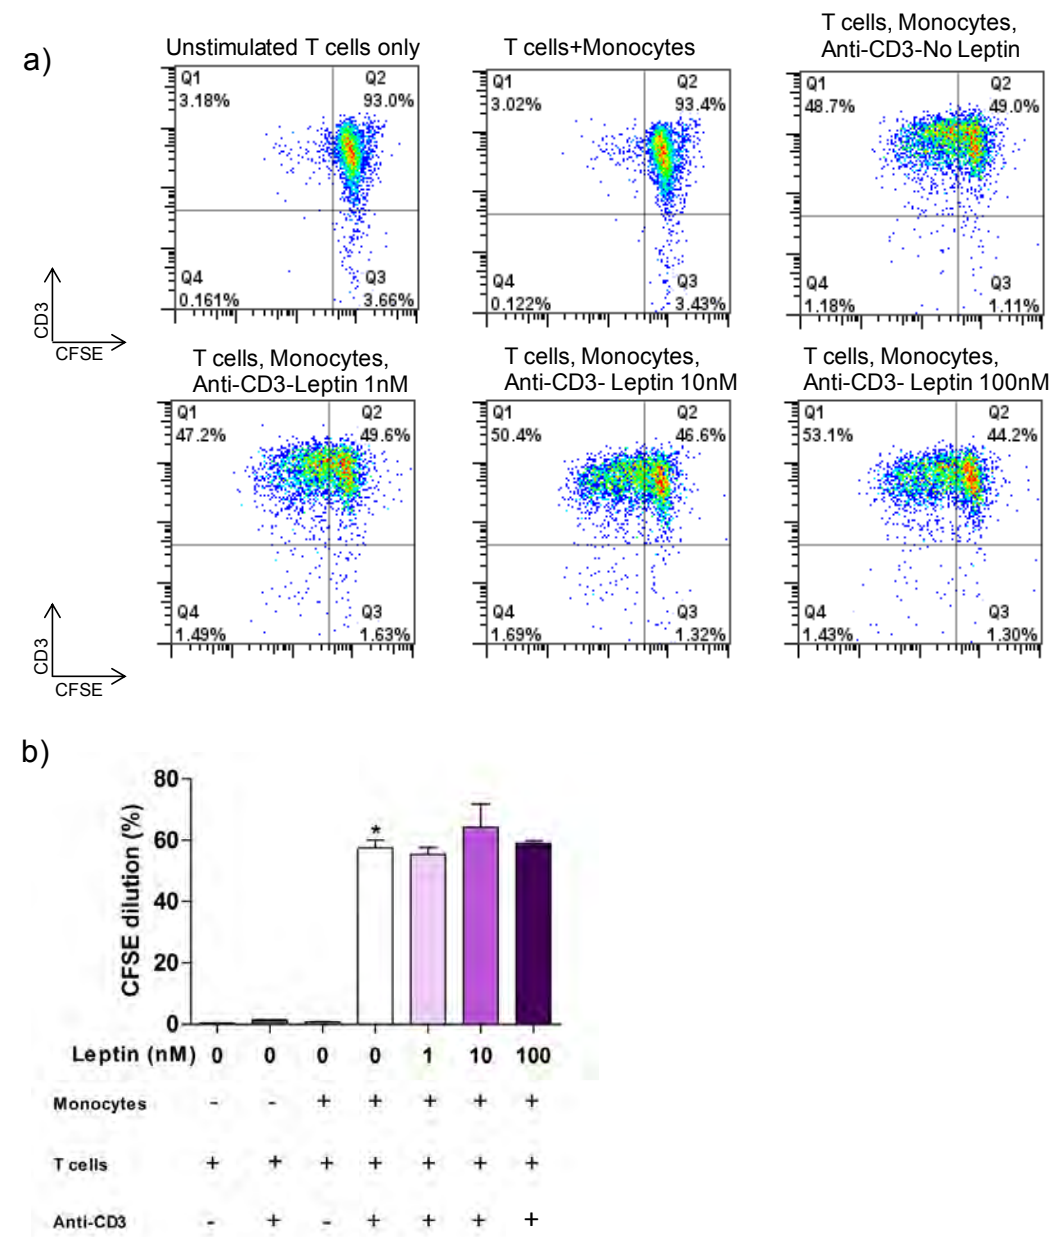 a)
Unstimulated T cells only
T cells+Monocytes
T cells, Monocytes,
Anti-CD3-No Leptin
Q1
3.18%
Q2
93.0%
Q4
0.161%
Q3
3.66%
Q1
3.02%
Q2
93.4%
Q4
0.122%
Q3
3.43%
Q1
48.7%
Q2
49.0%
Q4
1.18%
Q3
1.11%
CD3
CFSE
T cells, Monocytes,
Anti-CD3-Leptin 1nM
T cells, Monocytes,
Anti-CD3- Leptin 10nM
T cells, Monocytes,
Anti-CD3- Leptin 100nM
Q1
47.2%
Q2
49.6%
Q4
1.49%
Q3
1.63%
Q1
50.4%
Q2
46.6%
Q4
1.69%
Q3
1.32%
Q1
53.1%
Q2
44.2%
Q4
1.43%
Q3
1.30%
CD3
CFSE
b)
CFSE dilution (%)
80
60
40
20
0
*
Leptin (nM) 0 0 0 0 1 10 100
Monocytes - - + + + + +
T cells + + + + + + +
Anti-CD3 - + - + + + +